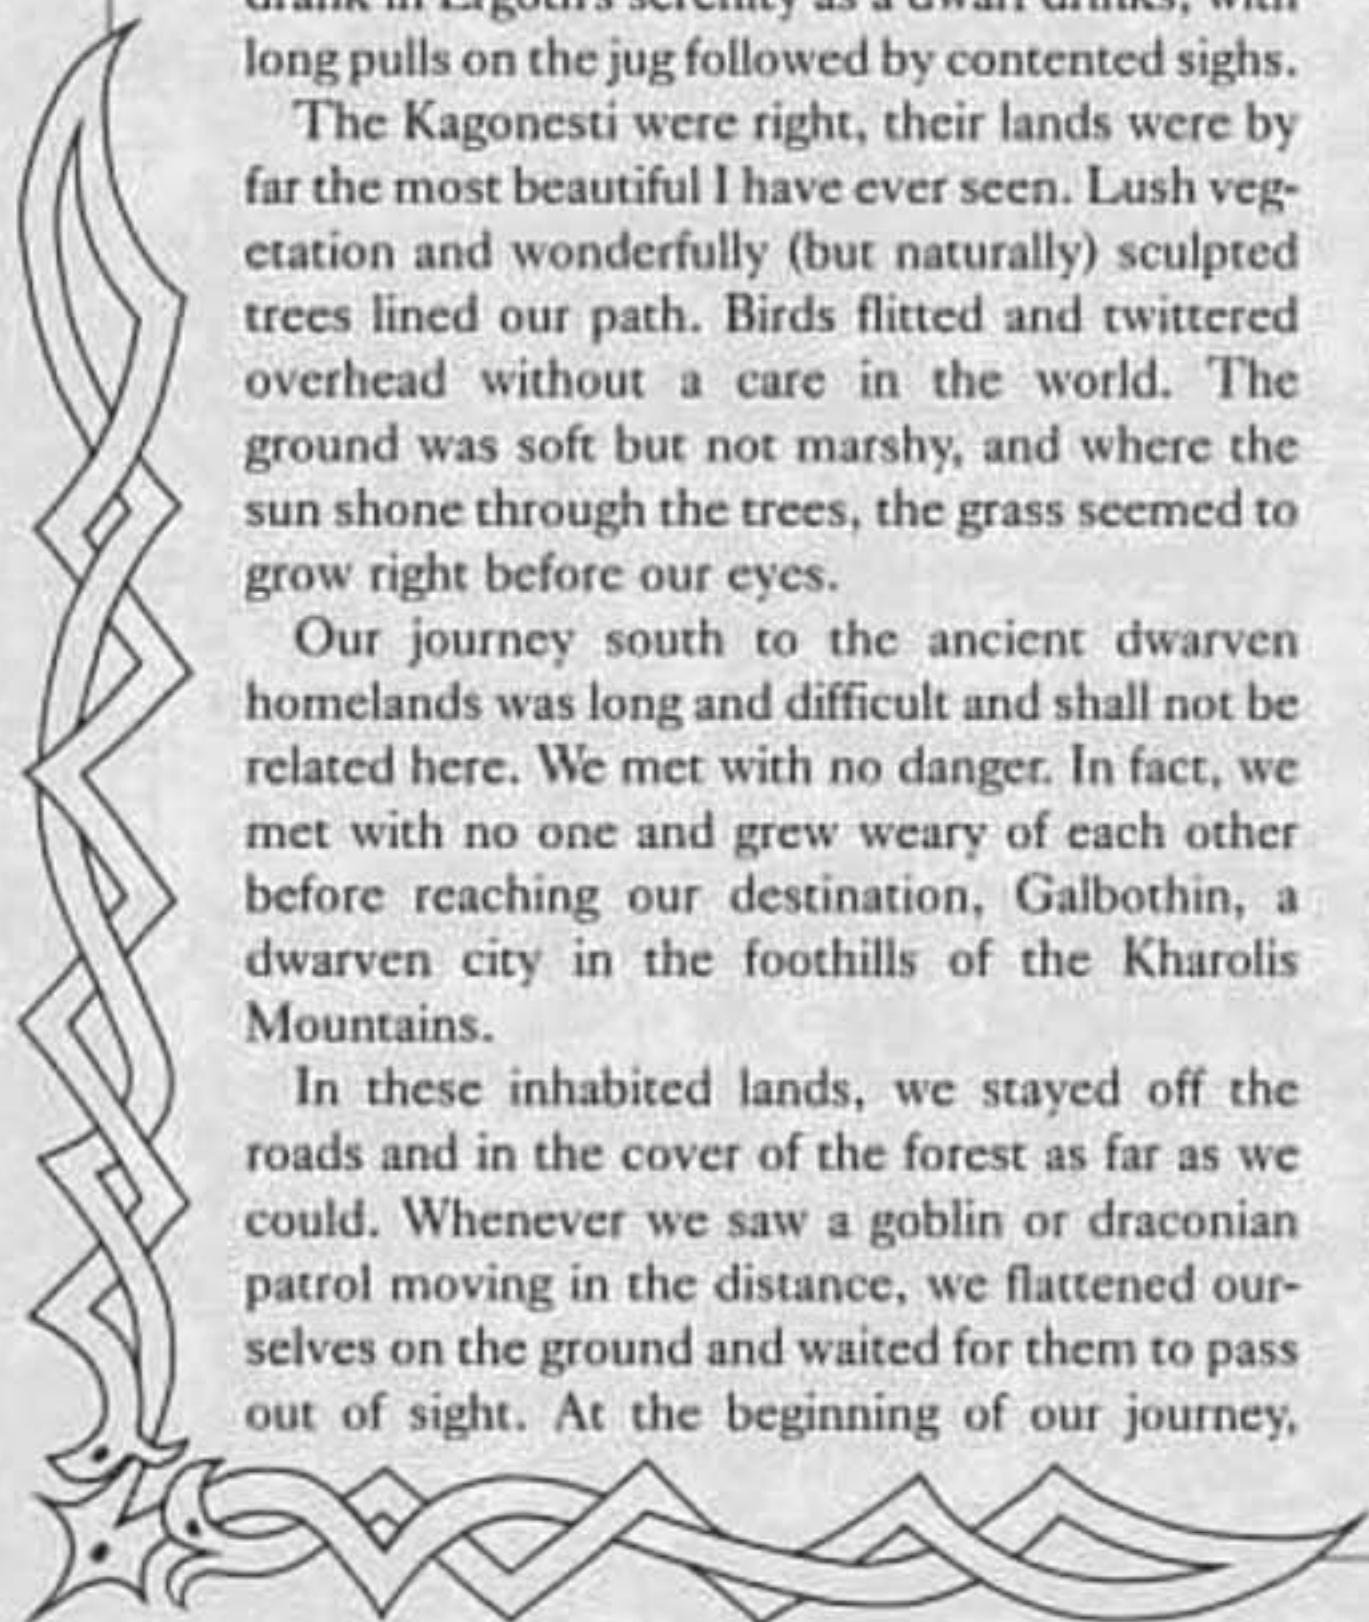 drank in Ergoth's serenity as a dwarf drinks, with
long pulls on the jug followed by contented sighs.
The Kagonesti were right, their lands were by
far the most beautiful I have ever seen. Lush veg-
etation and wonderfully (but naturally) sculpted
trees lined our path. Birds flitted and twittered
overhead without a care in the world. The
ground was soft but not marshy, and where the
sun shone through the trees, the grass seemed to
grow right before our eyes.
Our journey south to the ancient dwarven
homelands was long and difficult and shall not be
related here. We met with no danger. In fact, we
met with no one and grew weary of each other
before reaching our destination, Galbothin, a
dwarven city in the foothills of the Kharolis
Mountains.
In these inhabited lands, we stayed off the
roads and in the cover of the forest as far as we
could. Whenever we saw a goblin or draconian
patrol moving in the distance, we flattened our-
selves on the ground and waited for them to pass
out of sight. At the beginning of our journey,